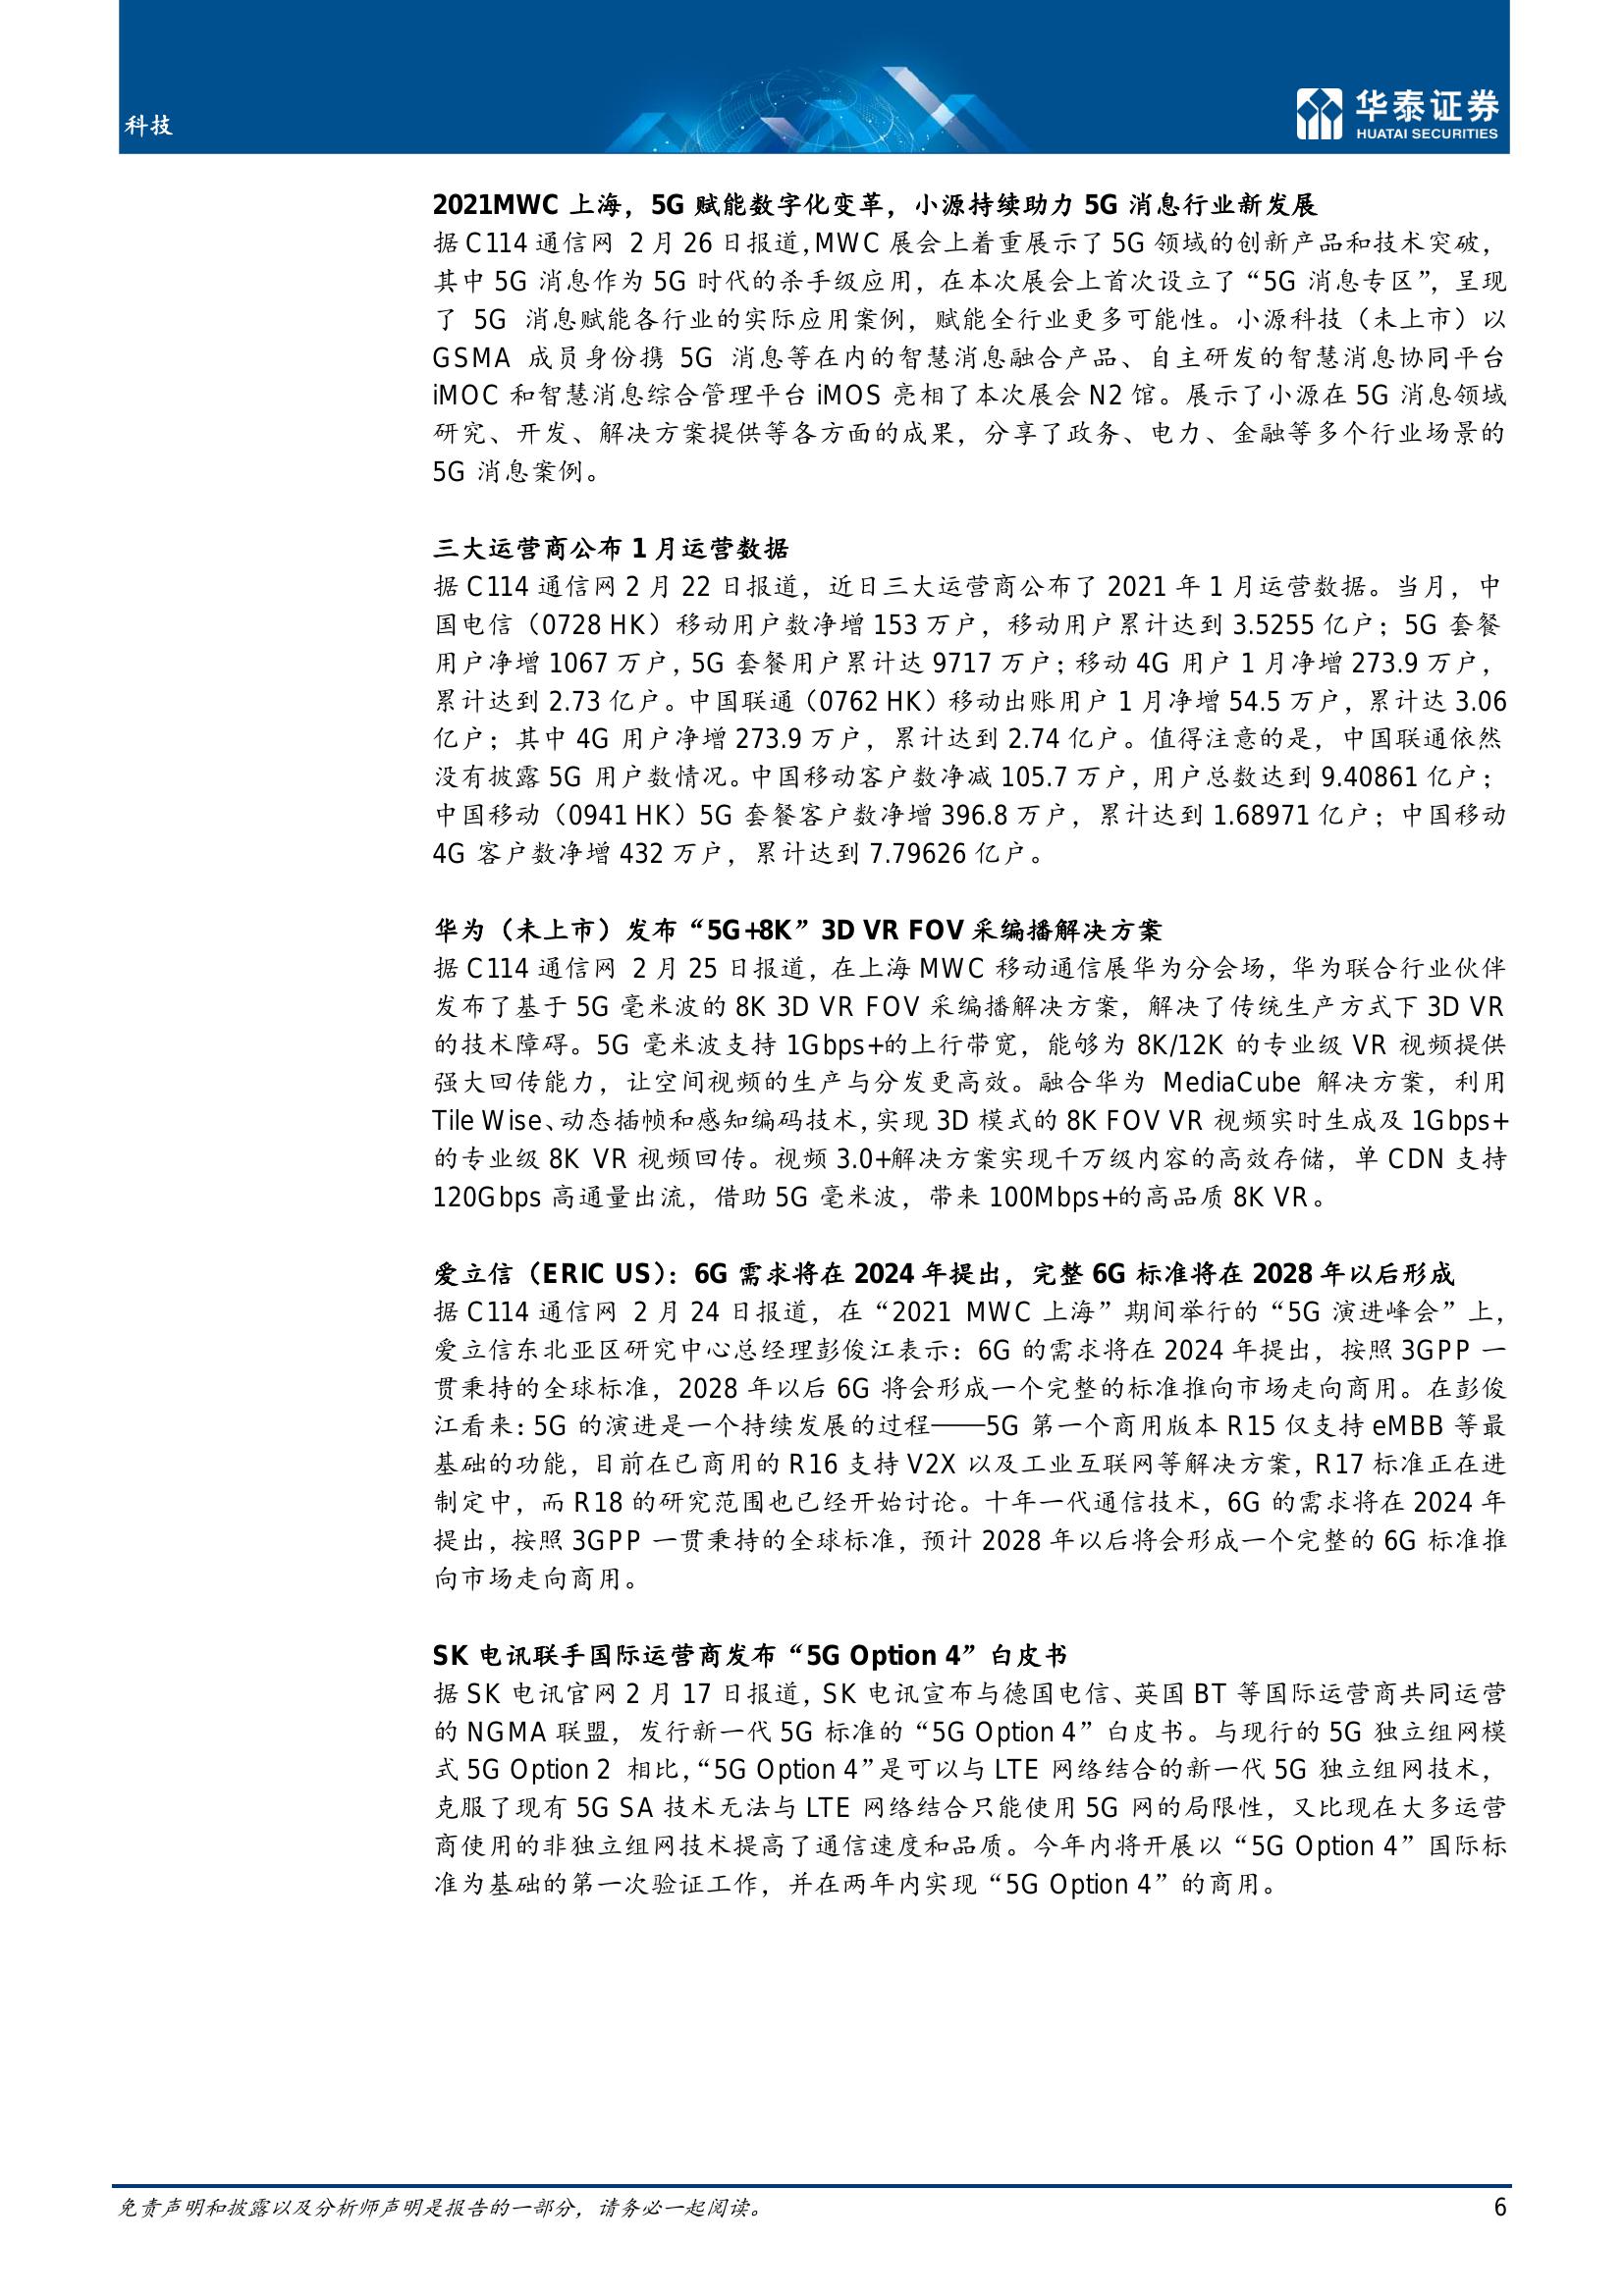 科技
华泰证券
HUATAI SECURITIES
2021MWC 上海，5G 赋能数字化变革，小源持续助力 5G 消息行业新发展
据 C114 通信网 2 月 26 日报道，MWC 展会上着重展示了 5G 领域的创新产品和技术突破，
其中 5G 消息作为 5G 时代的杀手级应用，在本次展会上首次设立了“5G 消息专区”，呈现
了 5G 消息赋能各行业的实际应用案例，赋能全行业更多可能性。小源科技（未上市）以
GSMA 成员身份携 5G 消息等在内的智慧消息融合产品、自主研发的智慧消息协同平台
iMOC 和智慧消息综合管理平台 iMOS 亮相了本次展会 N2 馆。展示了小源在 5G 消息领域
研究、开发、解决方案提供等各方面的成果，分享了政务、电力、金融等多个行业场景的
5G 消息案例。
三大运营商公布 1 月运营数据
据 C114 通信网 2 月 22 日报道，近日三大运营商公布了 2021 年 1 月运营数据。当月，中
国电信（0728 HK）移动用户数净增 153 万户，移动用户累计达到 3.5255 亿户；5G 套餐
用户净增 1067 万户，5G 套餐用户累计达 9717 万户；移动 4G 用户 1 月净增 273.9 万户，
累计达到 2.73 亿户。中国联通（0762 HK）移动出账用户 1 月净增 54.5 万户，累计达 3.06
亿户；其中 4G 用户净增 273.9 万户，累计达到 2.74 亿户。值得注意的是，中国联通依然
没有披露 5G 用户数情况。中国移动客户数净减 105.7 万户，用户总数达到 9.40861 亿户；
中国移动（0941 HK）5G 套餐客户数净增 396.8 万户，累计达到 1.68971 亿户；中国移动
4G 客户数净增 432 万户，累计达到 7.79626 亿户。
华为（未上市）发布“5G+8K”3D VR FOV 采编播解决方案
据 C114 通信网 2 月 25 日报道，在上海 MWC 移动通信展华为分会场，华为联合行业伙伴
发布了基于 5G 毫米波的 8K 3D VR FOV 采编播解决方案，解决了传统生产方式下 3D VR
的技术障碍。5G 毫米波支持 1Gbps+的上行带宽，能够为 8K/12K 的专业级 VR 视频提供
强大回传能力，让空间视频的生产与分发更高效。融合华为 MediaCube 解决方案，利用
Tile Wise、动态插帧和感知编码技术，实现 3D 模式的 8K FOV VR 视频实时生成及 1Gbps+
的专业级 8K VR 视频回传。视频 3.0+解决方案实现千万级内容的高效存储，单 CDN 支持
120Gbps 高通量出流，借助 5G 毫米波，带来 100Mbps+的高品质 8K VR。
爱立信（ERIC US）：6G 需求将在 2024 年提出，完整 6G 标准将在 2028 年以后形成
据 C114 通信网 2 月 24 日报道，在“2021 MWC 上海”期间举行的“5G 演进峰会”上，
爱立信东北亚区研究中心总经理彭俊江表示：6G 的需求将在 2024 年提出，按照 3GPP 一
贯秉持的全球标准，2028 年以后 6G 将会形成一个完整的标准推向市场走向商用。在彭俊
江看来：5G 的演进是一个持续发展的过程——5G 第一个商用版本 R15 仅支持 eMBB 等最
基础的功能，目前在已商用的 R16 支持 V2X 以及工业互联网等解决方案，R17 标准正在进
制定中，而 R18 的研究范围也已经开始讨论。十年一代通信技术，6G 的需求将在 2024 年
提出，按照 3GPP 一贯秉持的全球标准，预计 2028 年以后将会形成一个完整的 6G 标准推
向市场走向商用。
SK 电讯联手国际运营商发布“5G Option 4”白皮书
据 SK 电讯官网 2 月 17 日报道，SK 电讯宣布与德国电信、英国 BT 等国际运营商共同运营
的 NGMA 联盟，发行新一代 5G 标准的“5G Option 4”白皮书。与现行的 5G 独立组网模
式 5G Option 2 相比，“5G Option 4”是可以与 LTE 网络结合的新一代 5G 独立组网技术，
克服了现有 5G SA 技术无法与 LTE 网络结合只能使用 5G 网的局限性，又比现在大多运营
商使用的非独立组网技术提高了通信速度和品质。今年内将开展以“5G Option 4”国际标
准为基础的第一次验证工作，并在两年内实现“5G Option 4”的商用。
免责声明和披露以及分析师声明是报告的一部分，请务必一起阅读。
6